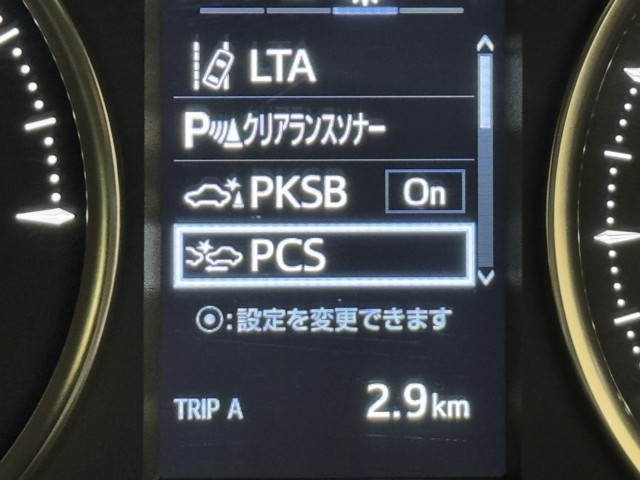 LTA
P クリアランスソナー
PKSB On
PCS
:設定を変更できます
TRIP A 2.9km